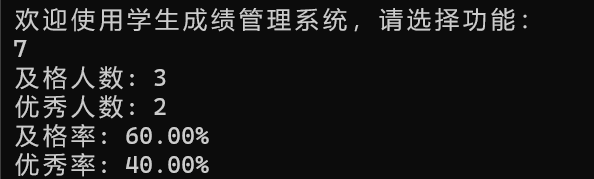 欢迎使用学生成绩管理系统，请选择功能：
7
及格人数：3
优秀人数：2
及格率：60.00%
优秀率：40.00%